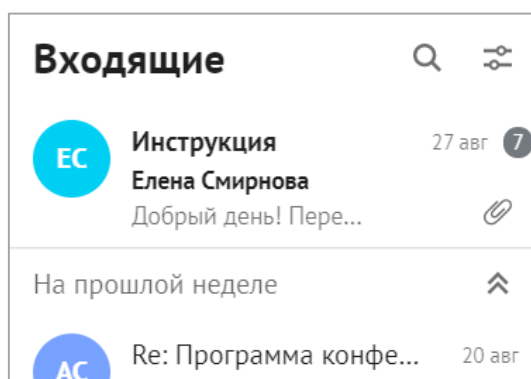 Входящие
ЕС
Инструкция
27 авг
7
Елена Смирнова
Добрый день! Пере...
На прошлой неделе
АС
Re: Программа конфе...
20 авг